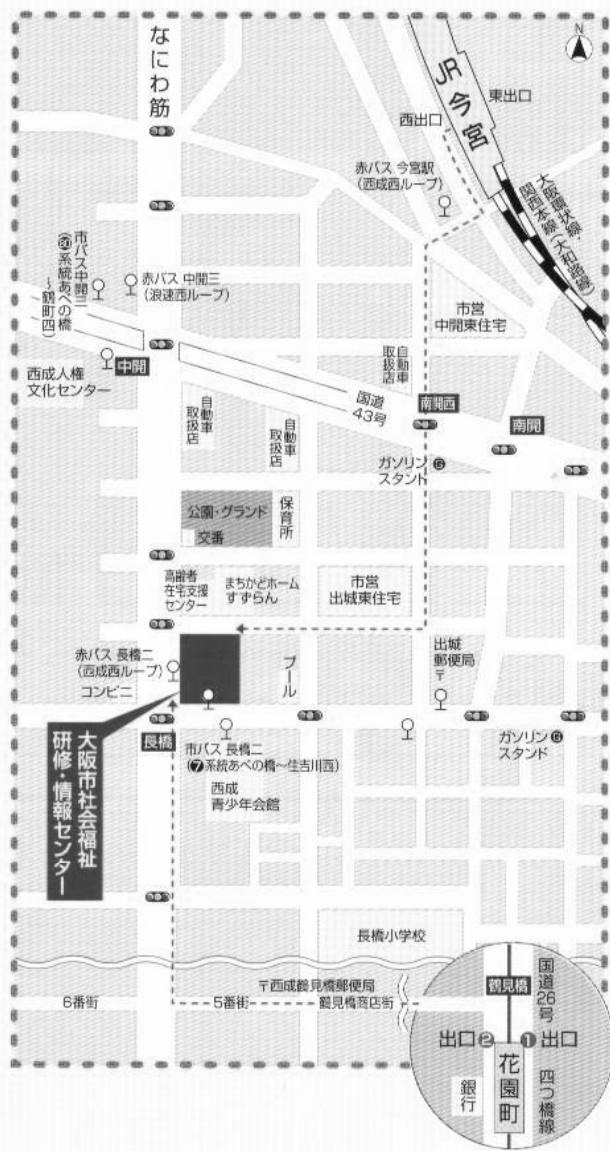 N
なにわ筋
JR今宮
東出口
西出口
赤バス 今宮駅
(西成西ループ)
大阪環状線・
関西本線(大和路線)
市バス中開三
(80系統あべの橋
~鶴町四)
赤バス 中開三
(浪速西ループ)
市営
中開東住宅
中開
西成人権
文化センター
自動車
取扱店
国道
43号
南開西
南開
自動車
取扱店
自動車
取扱店
ガソリン G
スタンド
公園・グランド
交番
保育所
高齢者
在宅支援
センター
まちかどホーム
すずらん
市営
出城東住宅
赤バス 長橋二
(西成西ループ)
コンビニ
プール
出城
郵便局
〒
長橋
市バス 長橋二
(7系統あべの橋~住吉川西)
ガソリン G
スタンド
大阪市社会福祉
研修・情報センター
西成
青少年会館
長橋小学校
〒西成鶴見橋郵便局
6番街
5番街
鶴見橋商店街
鶴見橋
国道26号
出口 2
1 出口
花園町
銀行
四つ橋線